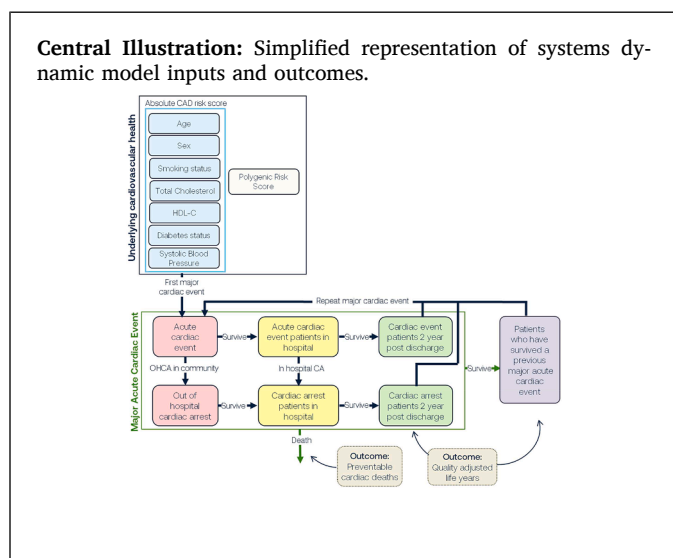 Central Illustration: Simplified representation of systems dy-
namic model inputs and outcomes.
Absolute CAD risk score
Underlying cardiovascular health
Age
Sex
Smoking status
Total Cholesterol
HDL-C
Diabetes status
Systolic Blood
Pressure
Polygenic Risk
Score
First major
cardiac event
Repeat major cardiac event
Major Acute Cardiac Event
Acute
cardiac
event
Survive
Acute cardiac
event patients in
hospital
Survive
Cardiac event
patients 2 year
post discharge
OHCA in community
In hospital CA
Out of
hospital
cardiac arrest
Survive
Cardiac arrest
patients in
hospital
Survive
Cardiac arrest
patients 2 year
post discharge
Survive
Patients
who have
survived a
previous
major acute
cardiac
event
Death
Outcome:
Preventable
cardiac deaths
Outcome:
Quality adjusted
life years